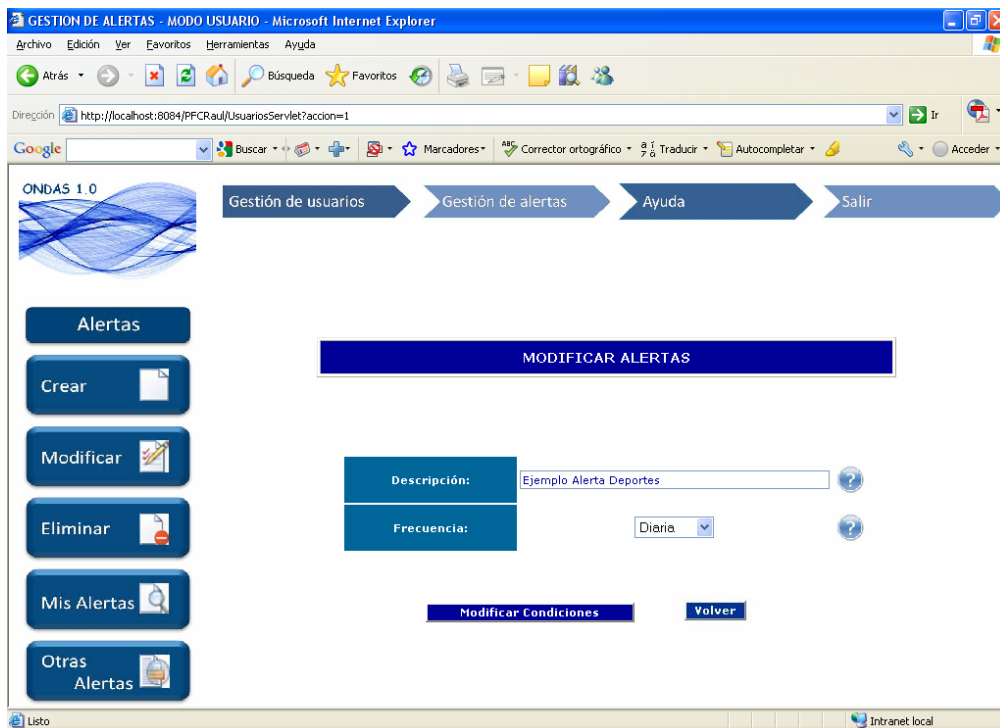 GESTION DE ALERTAS - MODO USUARIO - Microsoft Internet Explorer
Archivo Edición Ver Favoritos Herramientas Ayuda
Atrás Búsqueda Favoritos
Dirección http://localhost:8084/PFCRaul/UsuariosServlet?accion=1 Ir
Google Buscar Marcadores Corrector ortográfico Traducir Autocompletar Acceder
ONDAS 1.0
Gestión de usuarios Gestión de alertas Ayuda Salir
Alertas
MODIFICAR ALERTAS
Crear
Modificar
Descripción: Ejemplo Alerta Deportes ?
Frecuencia: Diaria ?
Eliminar
Mis Alertas
Modificar Condiciones Volver
Otras
Alertas
Listo Intranet local